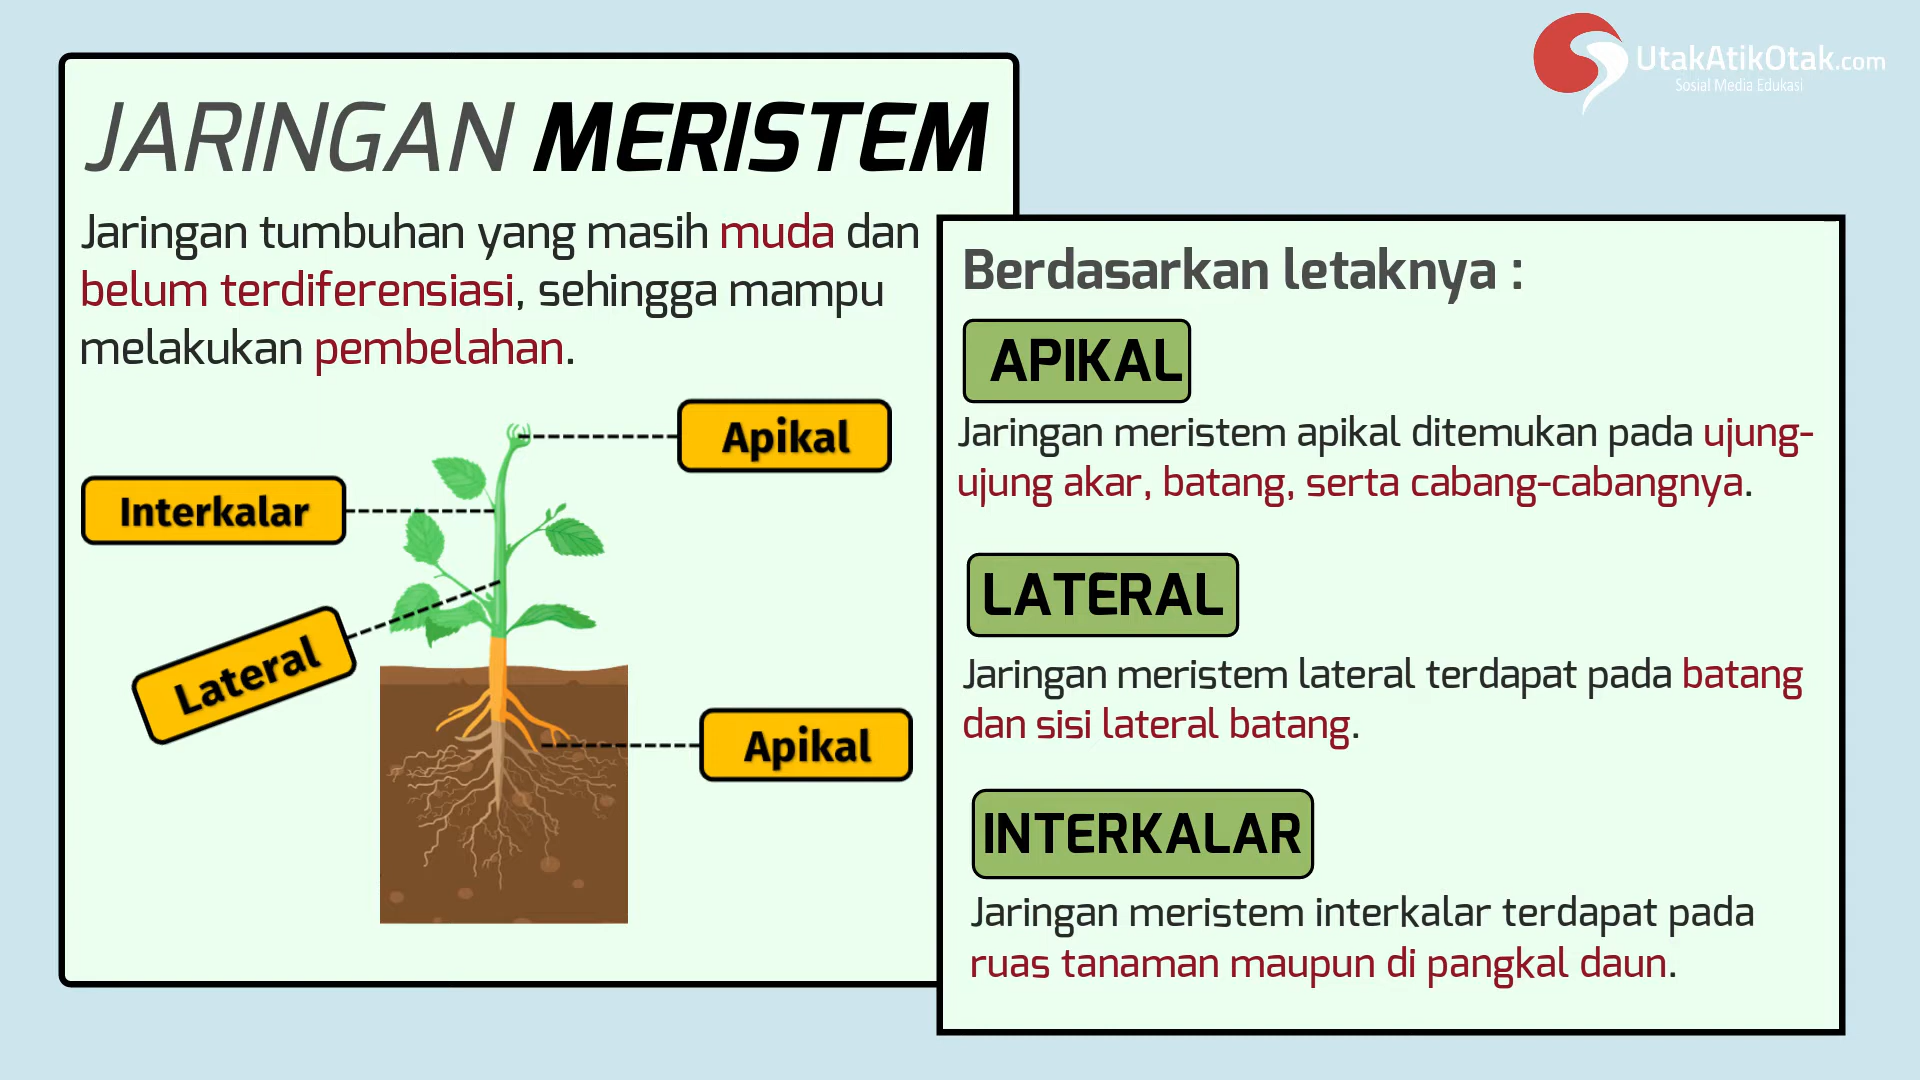 UtakAtikOtak.com
Sosial Media Edukasi
JARINGAN MERISTEM
Jaringan tumbuhan yang masih muda dan
belum terdiferensiasi, sehingga mampu
melakukan pembelahan.
Apikal
Interkalar
Lateral
Apikal
Berdasarkan letaknya :
APIKAL
Jaringan meristem apikal ditemukan pada ujung-
ujung akar, batang, serta cabang-cabangnya.
LATERAL
Jaringan meristem lateral terdapat pada batang
dan sisi lateral batang.
INTERKALAR
Jaringan meristem interkalar terdapat pada
ruas tanaman maupun di pangkal daun.